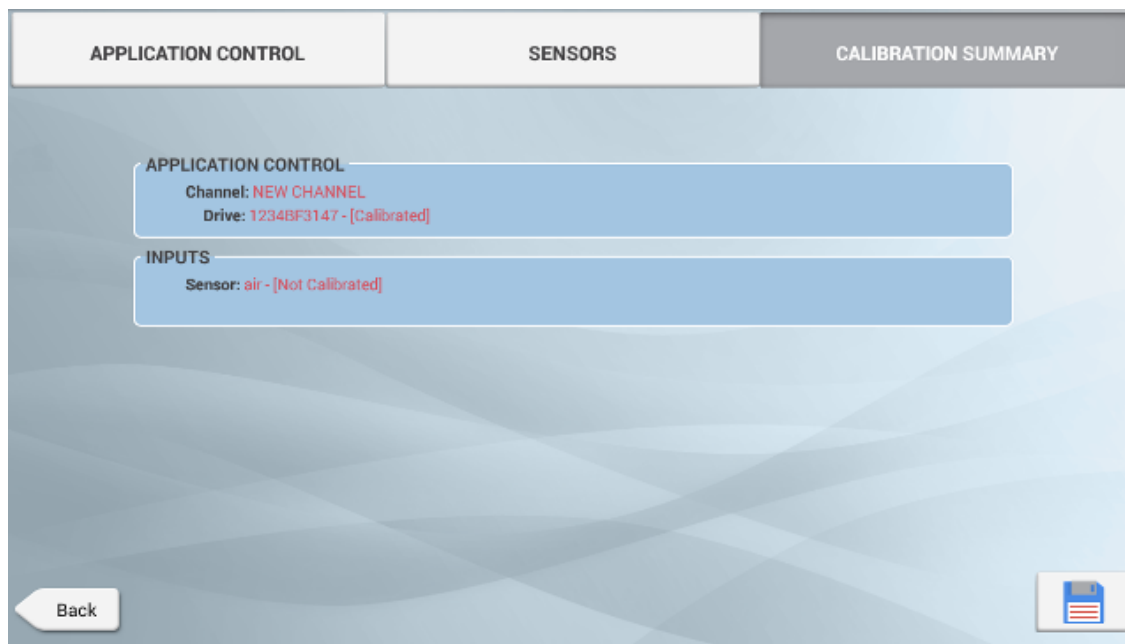 APPLICATION CONTROL
SENSORS
CALIBRATION SUMMARY
APPLICATION CONTROL
Channel: NEW CHANNEL
Drive: 1234BF3147 - [Calibrated]
INPUTS
Sensor: air - [Not Calibrated]
Back